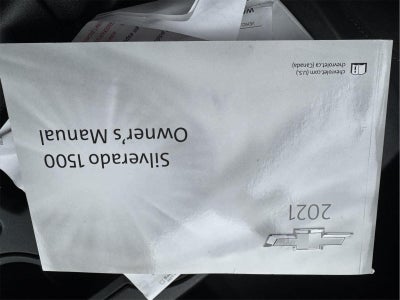 2021
Silverado 1500
Owner's Manual
chevrolet.com (U.S.)
chevrolet.ca (Canada)